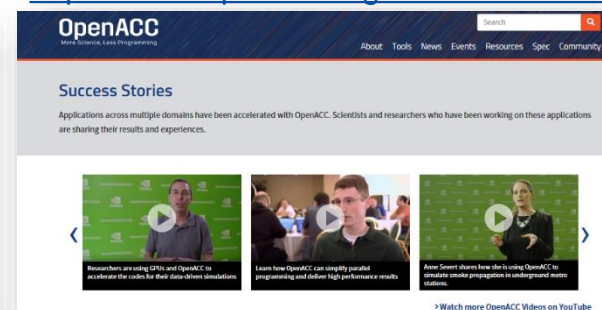 OpenACC
More Science, Less Programming
Search
About Tools News Events Resources Spec Community
Success Stories
Applications across multiple domains have been accelerated with OpenACC. Scientists and researchers who have been working on these applications
are sharing their results and experiences.
Researchers are using GPUs and OpenACC to
accelerate the codes for their data-driven simulations
Learn how OpenACC can simplify parallel
programming and deliver high performance results
Anne Severt shares how she is using OpenACC to
simulate smoke propagation in underground metro
stations.
> Watch more OpenACC Videos on YouTube